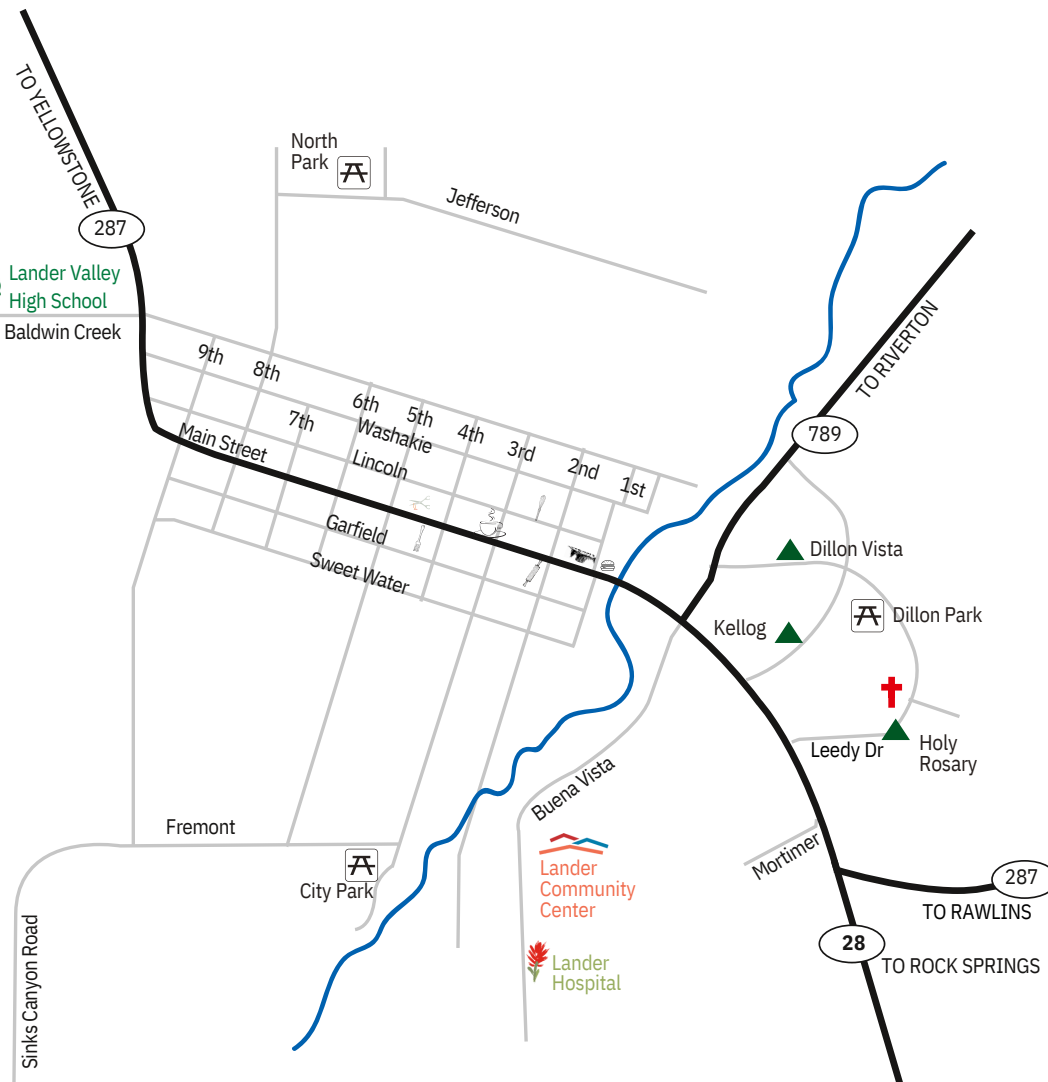 TO YELLOWSTONE
287
North
Park
Jefferson
Lander Valley
High School
Baldwin Creek
9th
8th
7th
6th
5th
4th
3rd
2nd
1st
Washakie
Lincoln
Main Street
Garfield
Sweet Water
TO RIVERTON
789
Dillon Vista
Dillon Park
Kellog
Leedy Dr
Holy
Rosary
Buena Vista
Mortimer
Fremont
City Park
Lander
Community
Center
Lander
Hospital
287
TO RAWLINS
28
TO ROCK SPRINGS
Sinks Canyon Road